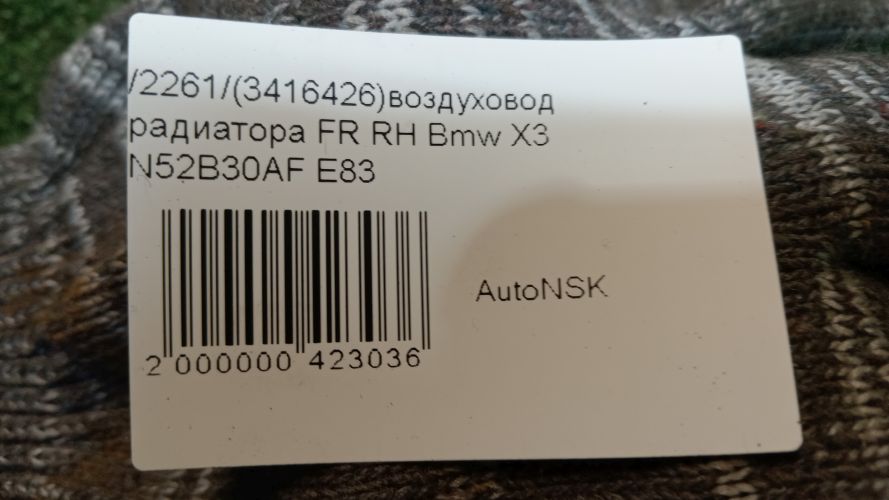 /2261/(3416426)воздуховод
радиатора FR RH Bmw X3
N52B30AF E83
AutoNSK
2 000000 423036